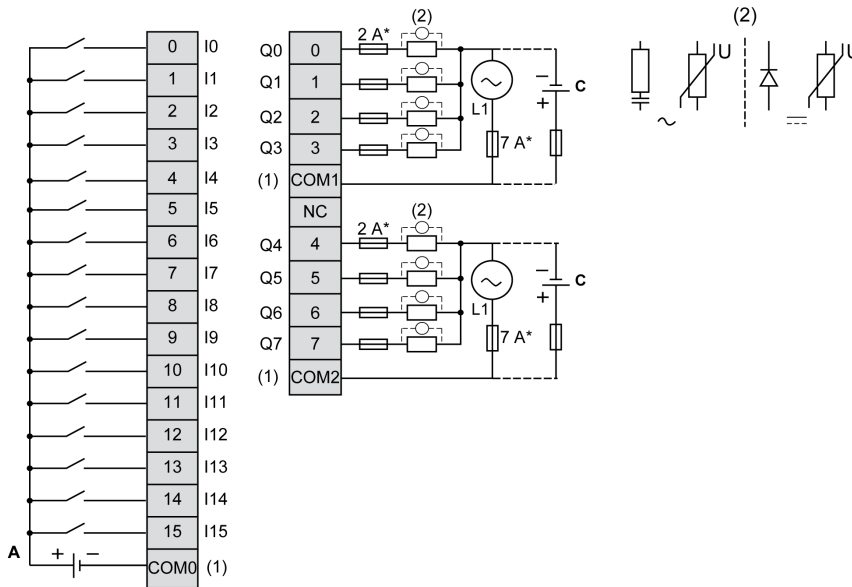 0 I0
1 I1
2 I2
3 I3
4 I4
5 I5
6 I6
7 I7
8 I8
9 I9
10 I10
11 I11
12 I12
13 I13
14 I14
15 I15
A + − COM0 (1)
(2)
2 A*
Q0 0
Q1 1
Q2 2
Q3 3
(1) COM1
L1
7 A*
− + C
NC
(2)
2 A*
Q4 4
Q5 5
Q6 6
Q7 7
(1) COM2
L1
7 A*
− + C
(2)
U
U